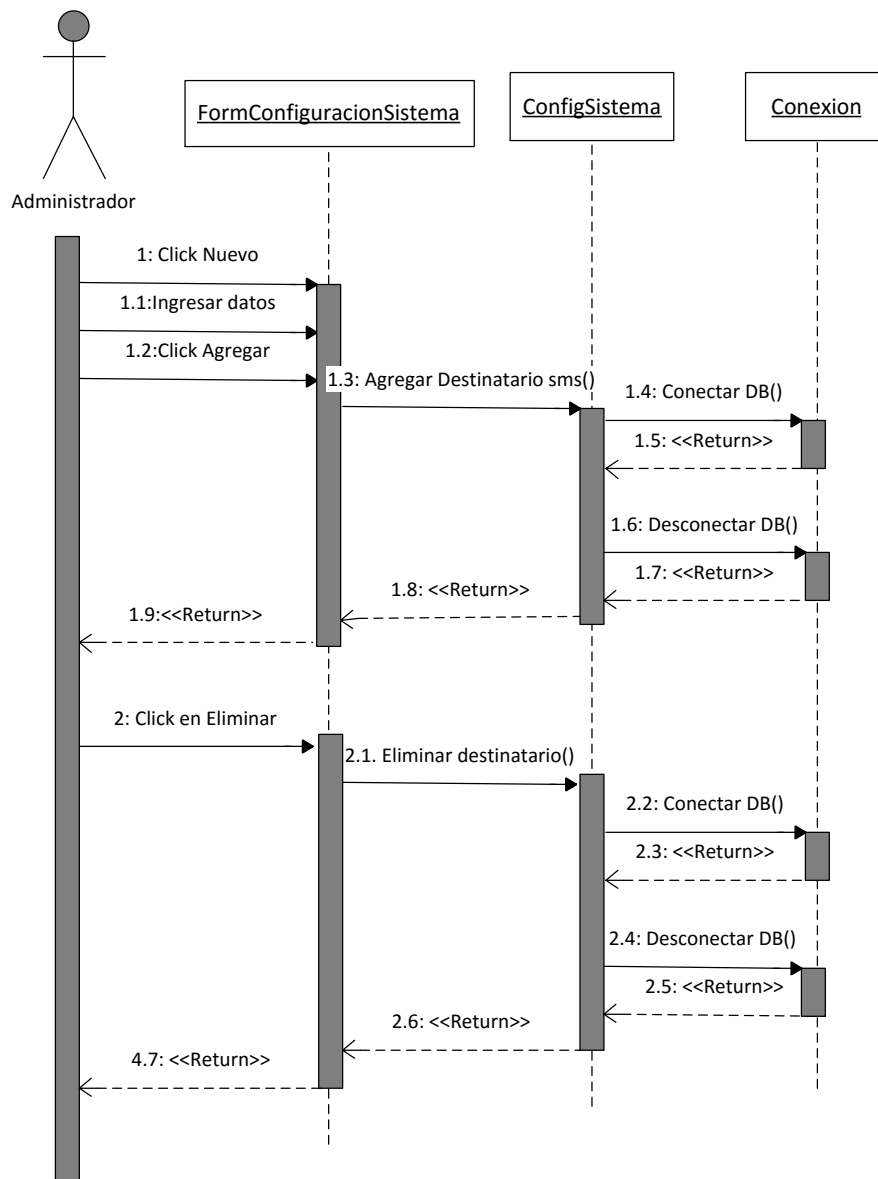 FormConfiguracionSistema
ConfigSistema
Conexion
Administrador
1: Click Nuevo
1.1:Ingresar datos
1.2:Click Agregar
1.3: Agregar Destinatario sms()
1.4: Conectar DB()
1.5: <<Return>>
1.6: Desconectar DB()
1.7: <<Return>>
1.8: <<Return>>
1.9:<<Return>>
2: Click en Eliminar
2.1. Eliminar destinatario()
2.2: Conectar DB()
2.3: <<Return>>
2.4: Desconectar DB()
2.5: <<Return>>
2.6: <<Return>>
4.7: <<Return>>